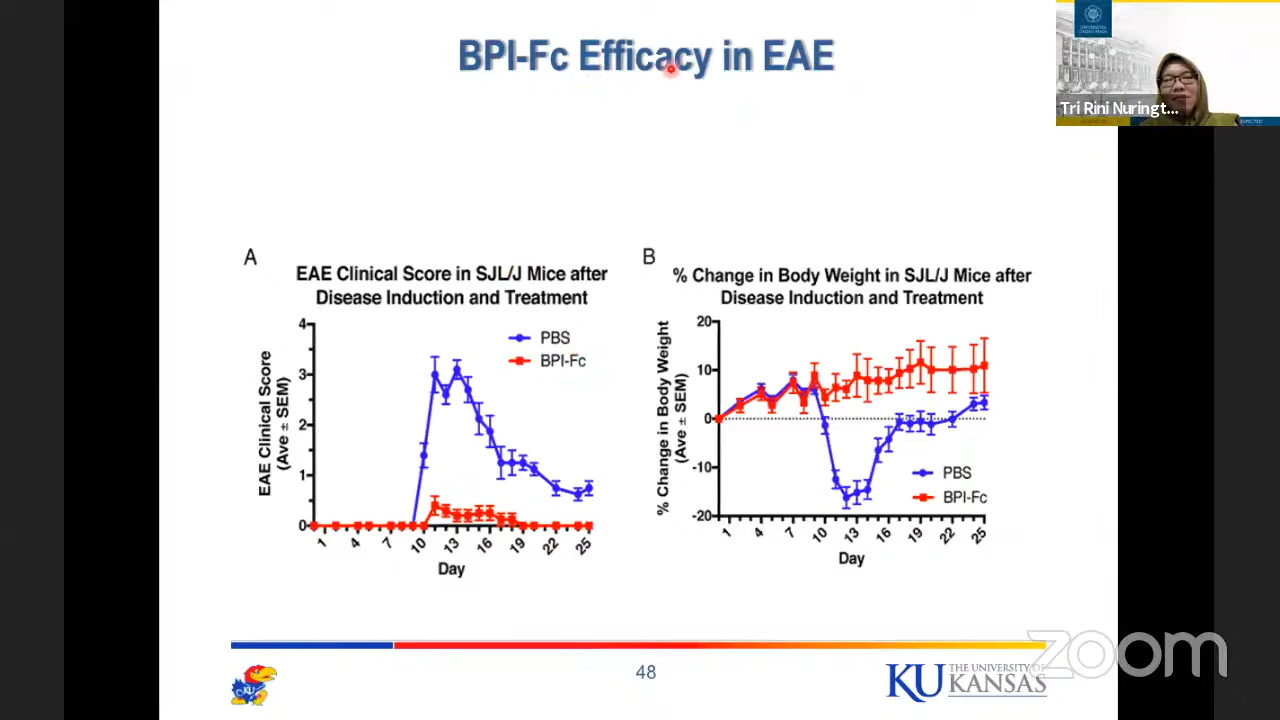 BPI-Fc Efficacy in EAE
UNIVERSITAS
GADJAH MADA
Tri Rini Nuringt...
A
EAE Clinical Score in SJL/J Mice after
Disease Induction and Treatment
EAE Clinical Score
(Ave ± SEM)
4
3
2
1
0
PBS
BPI-Fc
1 4 7 10 13 16 19 22 25
Day
B
% Change in Body Weight in SJL/J Mice after
Disease Induction and Treatment
% Change in Body Weight
(Ave ± SEM)
20
10
0
-10
-20
PBS
BPI-Fc
1 4 7 10 13 16 19 22 25
Day
KU
48
KU THE UNIVERSITY OF
KANSAS
zoom